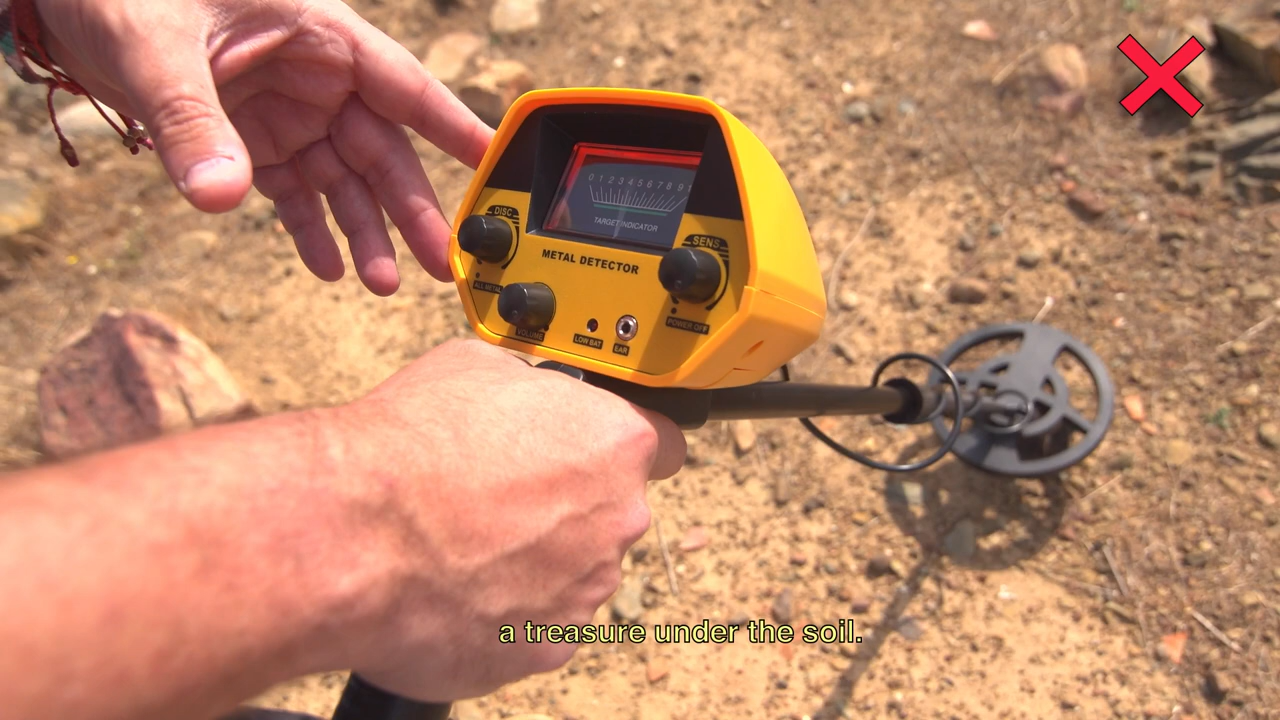 0 1 2 3 4 5 6 7 8 9
TARGET INDICATOR
DISC
SENS
METAL DETECTOR
ALL METAL
VOLUME
LOW BAT
EAR
POWER OFF
a treasure under the soil.